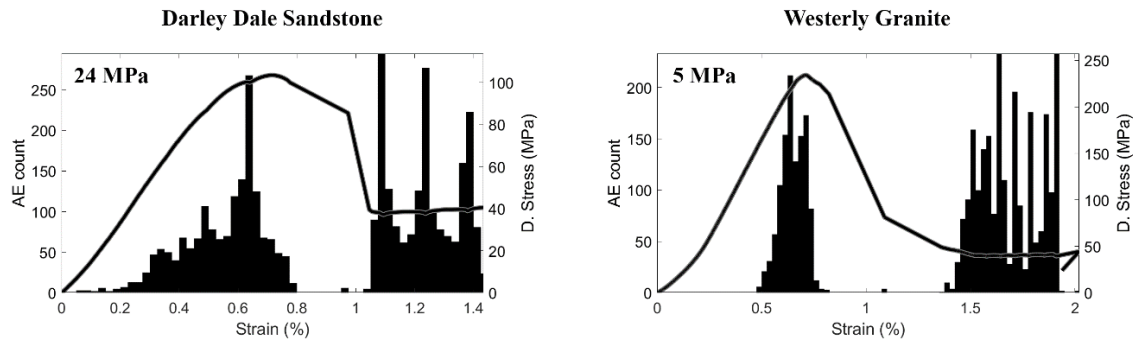 Darley Dale Sandstone
24 MPa
AE count
250
200
150
100
50
0
0 0.2 0.4 0.6 0.8 1 1.2 1.4
Strain (%)
100
80
60
40
20
0
D. Stress (MPa)
Westerly Granite
5 MPa
AE count
200
150
100
50
0
0 0.5 1 1.5 2
Strain (%)
250
200
150
100
50
0
D. Stress (MPa)